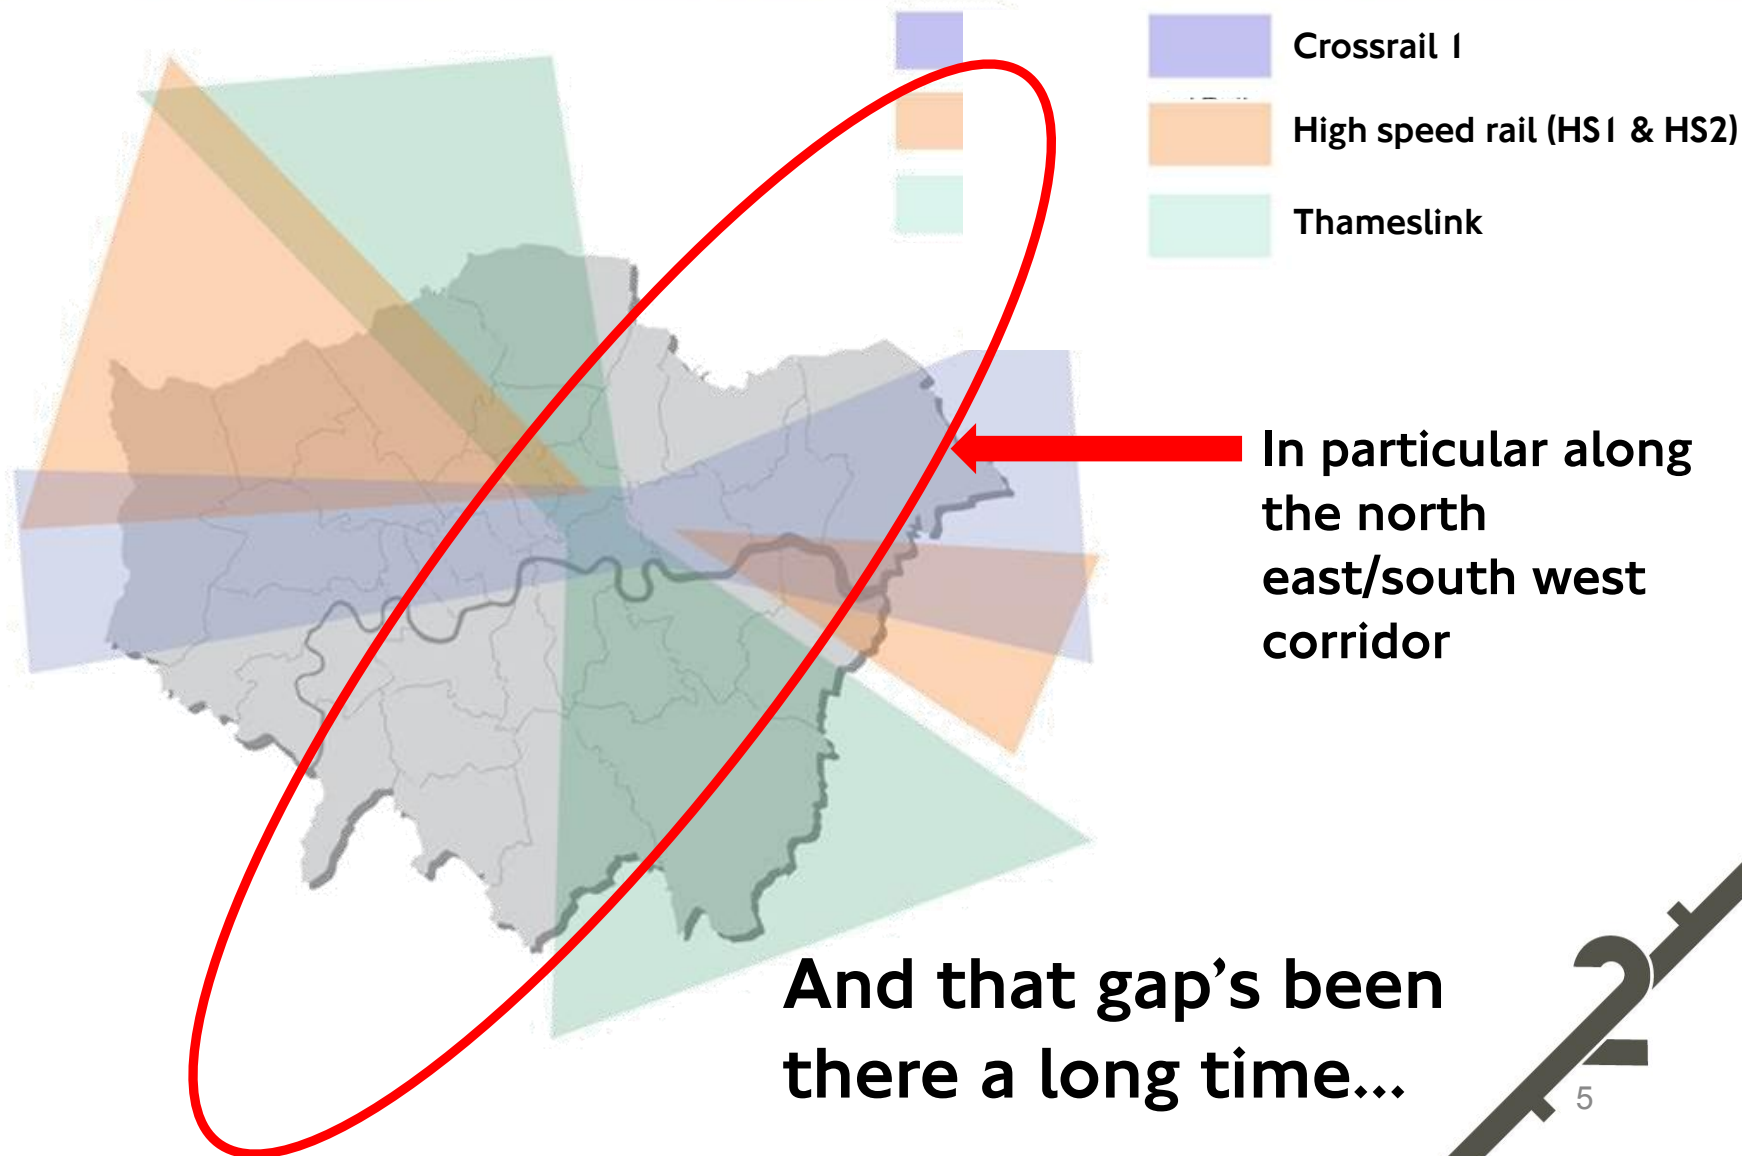 Crossrail 1
High speed rail (HS1 & HS2)
Thameslink
In particular along
the north
east/south west
corridor
And that gap’s been
there a long time...
2
5